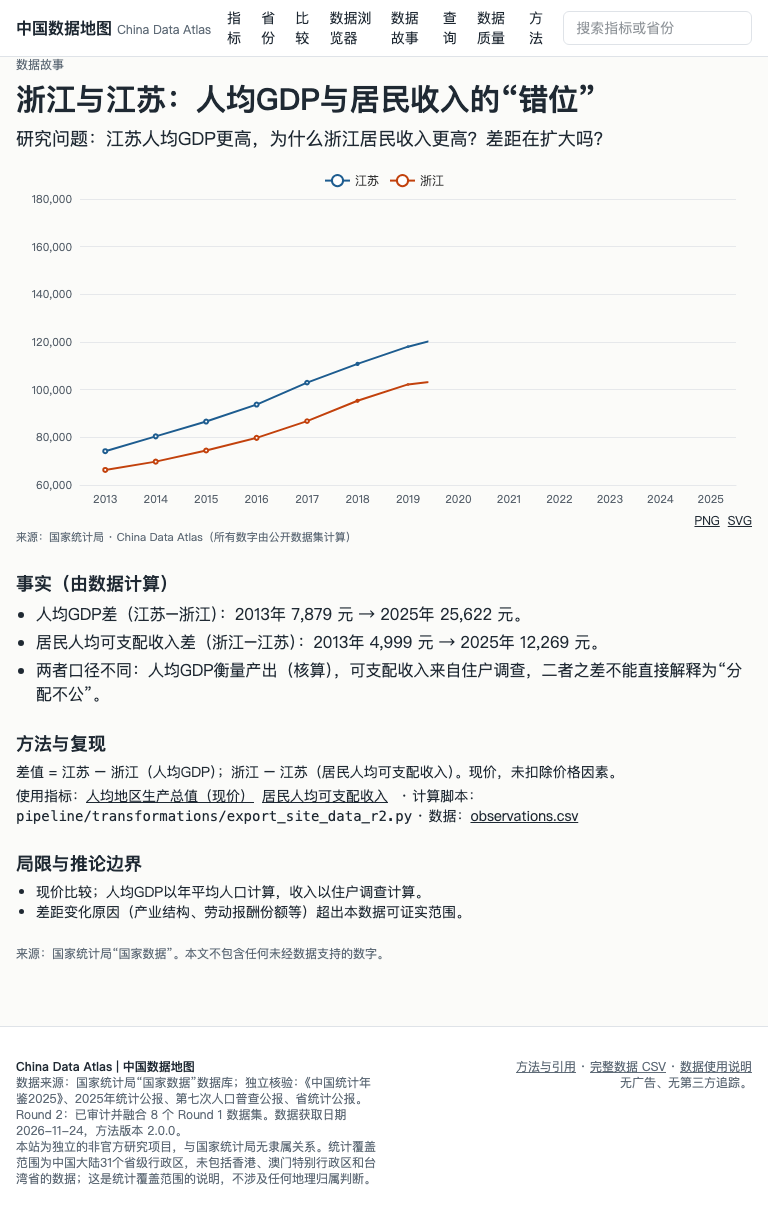 中国数据地图 China Data Atlas
指标
省份
比较
数据浏览器
数据故事
查询
数据质量
方法
搜索指标或省份
数据故事
浙江与江苏：人均GDP与居民收入的“错位”
研究问题：江苏人均GDP更高，为什么浙江居民收入更高？差距在扩大吗？
江苏 浙江
180,000
160,000
140,000
120,000
100,000
80,000
60,000
2013 2014 2015 2016 2017 2018 2019 2020 2021 2022 2023 2024 2025
PNG SVG
来源：国家统计局 · China Data Atlas（所有数字由公开数据集计算）
事实（由数据计算）
人均GDP差（江苏−浙江）：2013年 7,879 元 → 2025年 25,622 元。
居民人均可支配收入差（浙江−江苏）：2013年 4,999 元 → 2025年 12,269 元。
两者口径不同：人均GDP衡量产出（核算），可支配收入来自住户调查，二者之差不能直接解释为“分
配不公”。
方法与复现
差值 = 江苏 − 浙江（人均GDP）；浙江 − 江苏（居民人均可支配收入）。现价，未扣除价格因素。
使用指标：人均地区生产总值（现价） 居民人均可支配收入 · 计算脚本：
pipeline/transformations/export_site_data_r2.py · 数据：observations.csv
局限与推论边界
现价比较；人均GDP以年平均人口计算，收入以住户调查计算。
差距变化原因（产业结构、劳动报酬份额等）超出本数据可证实范围。
来源：国家统计局“国家数据”。本文不包含任何未经数据支持的数字。
China Data Atlas | 中国数据地图
数据来源：国家统计局“国家数据”数据库；独立核验：《中国统计年
鉴2025》、2025年统计公报、第七次人口普查公报、省统计公报。
Round 2：已审计并融合 8 个 Round 1 数据集。数据获取日期
2026-11-24，方法版本 2.0.0。
本站为独立的非官方研究项目，与国家统计局无隶属关系。统计覆盖
范围为中国大陆31个省级行政区，未包括香港、澳门特别行政区和台
湾省的数据；这是统计覆盖范围的说明，不涉及任何地理归属判断。
方法与引用 · 完整数据 CSV · 数据使用说明
无广告、无第三方追踪。